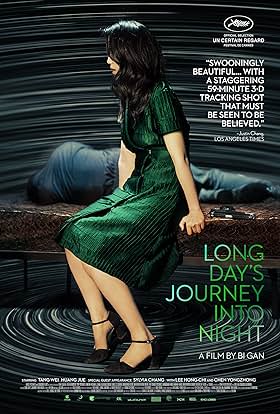 OFFICIAL SELECTION
UN CERTAIN REGARD
FESTIVAL DE CANNES
"SWOONINGLY
BEAUTIFUL... WITH
A STAGGERING
59-MINUTE 3-D
TRACKING SHOT
THAT MUST
BE SEEN TO BE
BELIEVED."
-Justin Chang,
LOS ANGELES TIMES
LONG
DAY'S
JOURNEY
INTO
NIGHT
A FILM BY BI GAN
STARRING TANG WEI HUANG JUE SPECIAL GUEST APPEARANCE SYLVIA CHANG WITH LEE HONG-CHI AND CHEN YONGZHONG